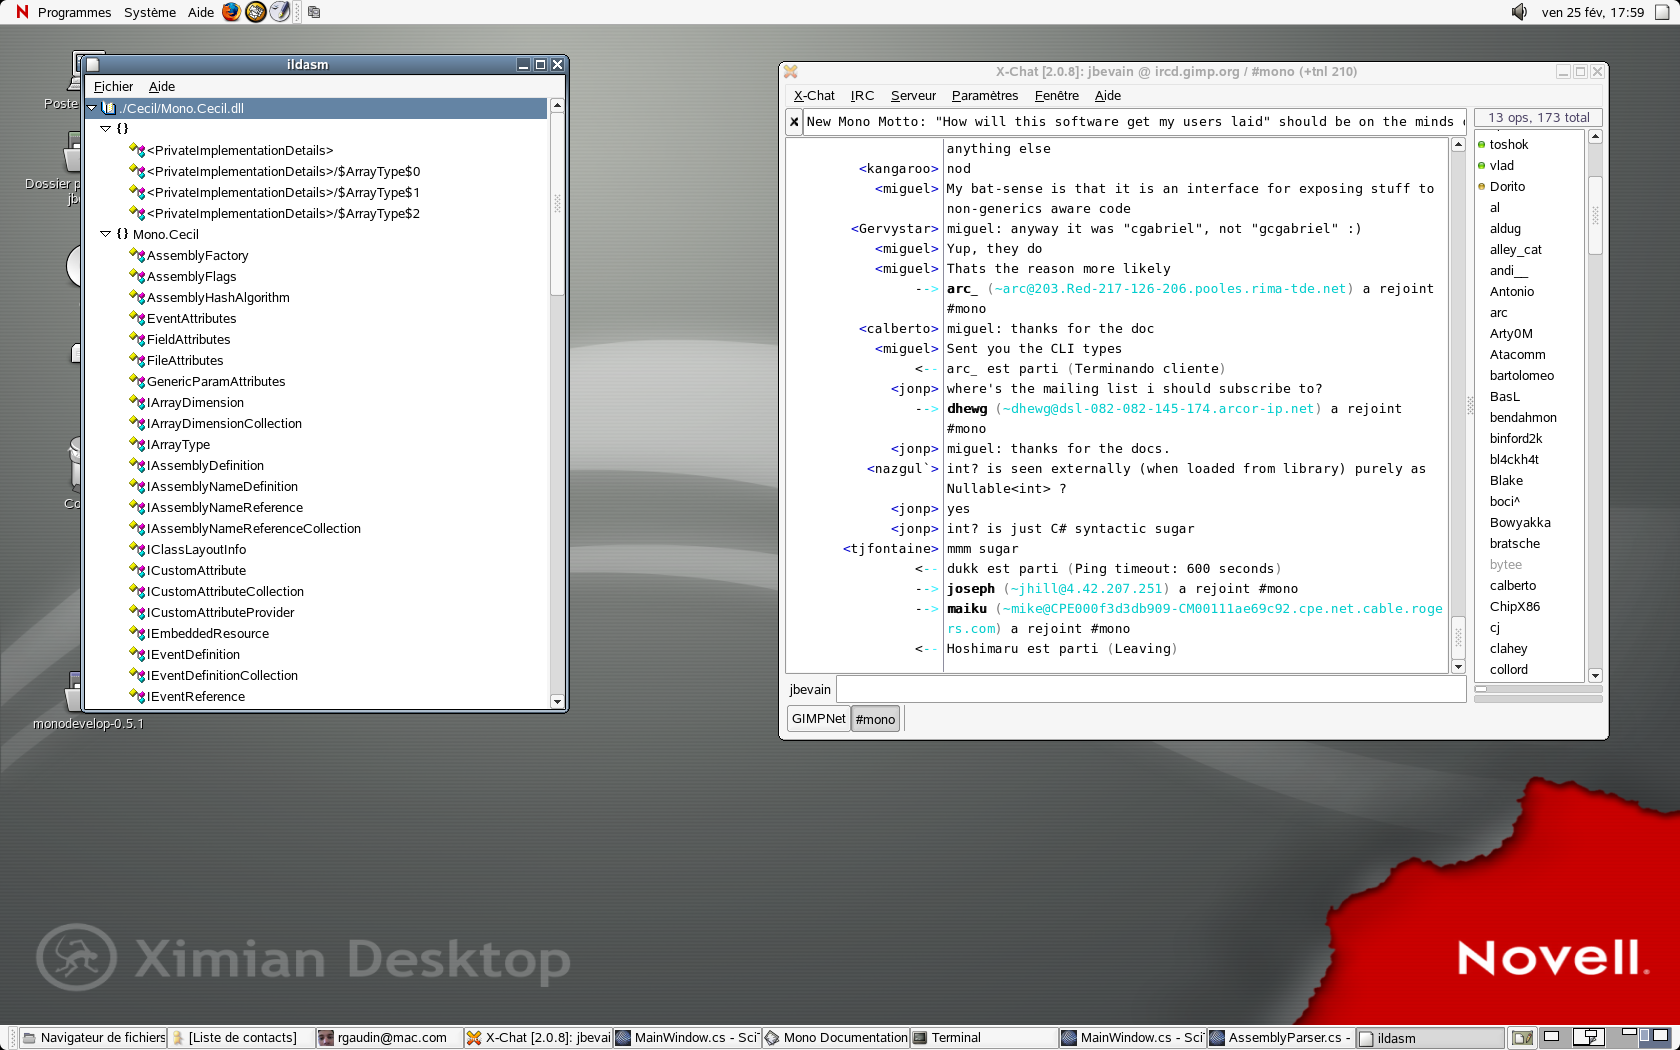 Programmes Système Aide
ven 25 fév, 17:59
Poste
Dossier p
jb
Co
monodevelop-0.5.1
ildasm
Fichier Aide
./Cecil/Mono.Cecil.dll
{}
<PrivateImplementationDetails>
<PrivateImplementationDetails>/$ArrayType$0
<PrivateImplementationDetails>/$ArrayType$1
<PrivateImplementationDetails>/$ArrayType$2
{} Mono.Cecil
AssemblyFactory
AssemblyFlags
AssemblyHashAlgorithm
EventAttributes
FieldAttributes
FileAttributes
GenericParamAttributes
IArrayDimension
IArrayDimensionCollection
IArrayType
IAssemblyDefinition
IAssemblyNameDefinition
IAssemblyNameReference
IAssemblyNameReferenceCollection
IClassLayoutInfo
ICustomAttribute
ICustomAttributeCollection
ICustomAttributeProvider
IEmbeddedResource
IEventDefinition
IEventDefinitionCollection
IEventReference
X-Chat [2.0.8]: jbevain @ ircd.gimp.org / #mono (+tnl 210)
X-Chat IRC Serveur Paramètres Fenêtre Aide
New Mono Motto: "How will this software get my users laid" should be on the minds
anything else
<kangaroo> nod
<miguel> My bat-sense is that it is an interface for exposing stuff to
non-generics aware code
<Gervystar> miguel: anyway it was "cgabriel", not "gcgabriel" :)
<miguel> Yup, they do
<miguel> Thats the reason more likely
--> arc_ (~arc@203.Red-217-126-206.pooles.rima-tde.net) a rejoint
#mono
<calberto> miguel: thanks for the doc
<miguel> Sent you the CLI types
<-- arc_ est parti (Terminando cliente)
<jonp> where's the mailing list i should subscribe to?
--> dhewg (~dhewg@dsl-082-082-145-174.arcor-ip.net) a rejoint
#mono
<jonp> miguel: thanks for the docs.
<nazgul`> int? is seen externally (when loaded from library) purely as
Nullable<int> ?
<jonp> yes
<jonp> int? is just C# syntactic sugar
<tjfontaine> mmm sugar
<-- dukk est parti (Ping timeout: 600 seconds)
--> joseph (~jhill@4.42.207.251) a rejoint #mono
--> maiku (~mike@CPE000f3d3db909-CM00111ae69c92.cpe.net.cable.roge
rs.com) a rejoint #mono
<-- Hoshimaru est parti (Leaving)
jbevain
GIMPNet #mono
13 ops, 173 total
toshok
vlad
Dorito
al
aldug
alley_cat
andi__
Antonio
arc
Arty0M
Atacomm
bartolomeo
BasL
bendahmon
binford2k
bl4ckh4t
Blake
boci^
Bowyakka
bratsche
bytee
calberto
ChipX86
cj
clahey
collord
Ximian Desktop
Novell.
Navigateur de fichiers
[Liste de contacts]
rgaudin@mac.com
X-Chat [2.0.8]: jbevai
MainWindow.cs - SciT
Mono Documentation
Terminal
MainWindow.cs - SciT
AssemblyParser.cs -
ildasm